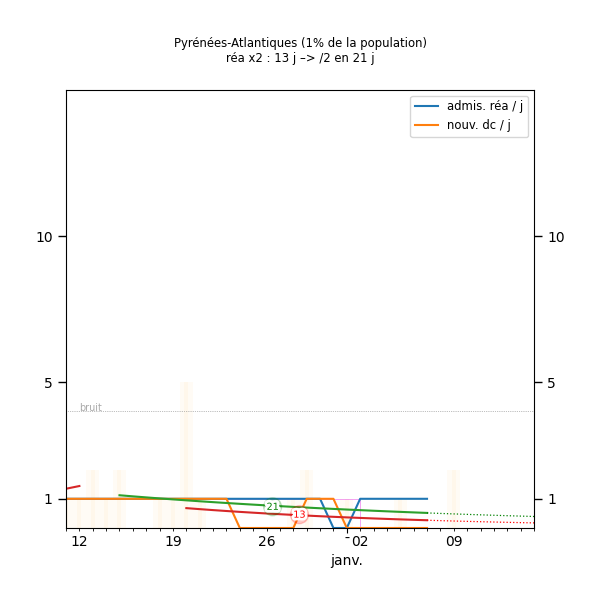 Pyrénées-Atlantiques (1% de la population)
réa x2 : 13 j –> /2 en 21 j
admis. réa / j
nouv. dc / j
10
10
5
5
bruit
1
1
21
13
12
19
26
02
09
janv.